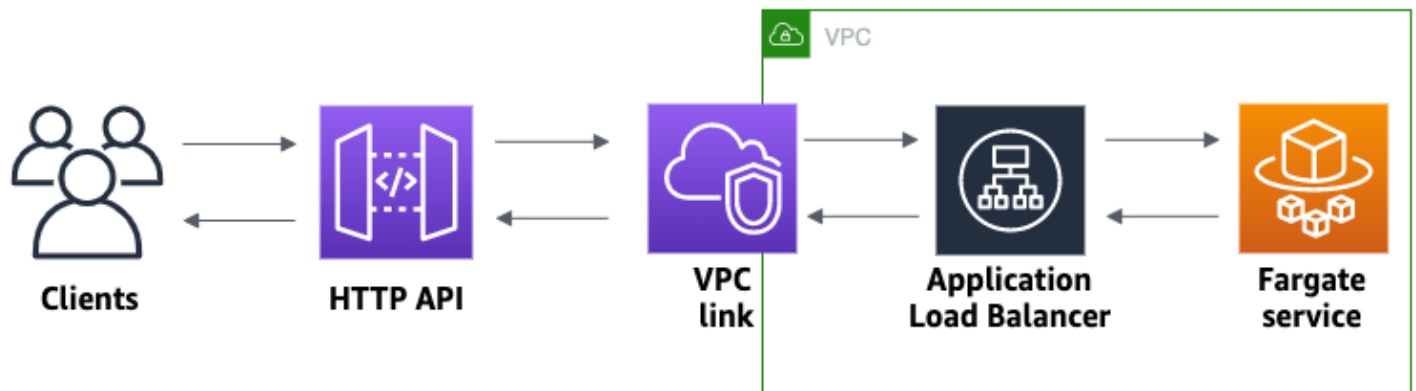 VPC
</>
Clients
HTTP API
VPC
link
Application
Load Balancer
Fargate
service